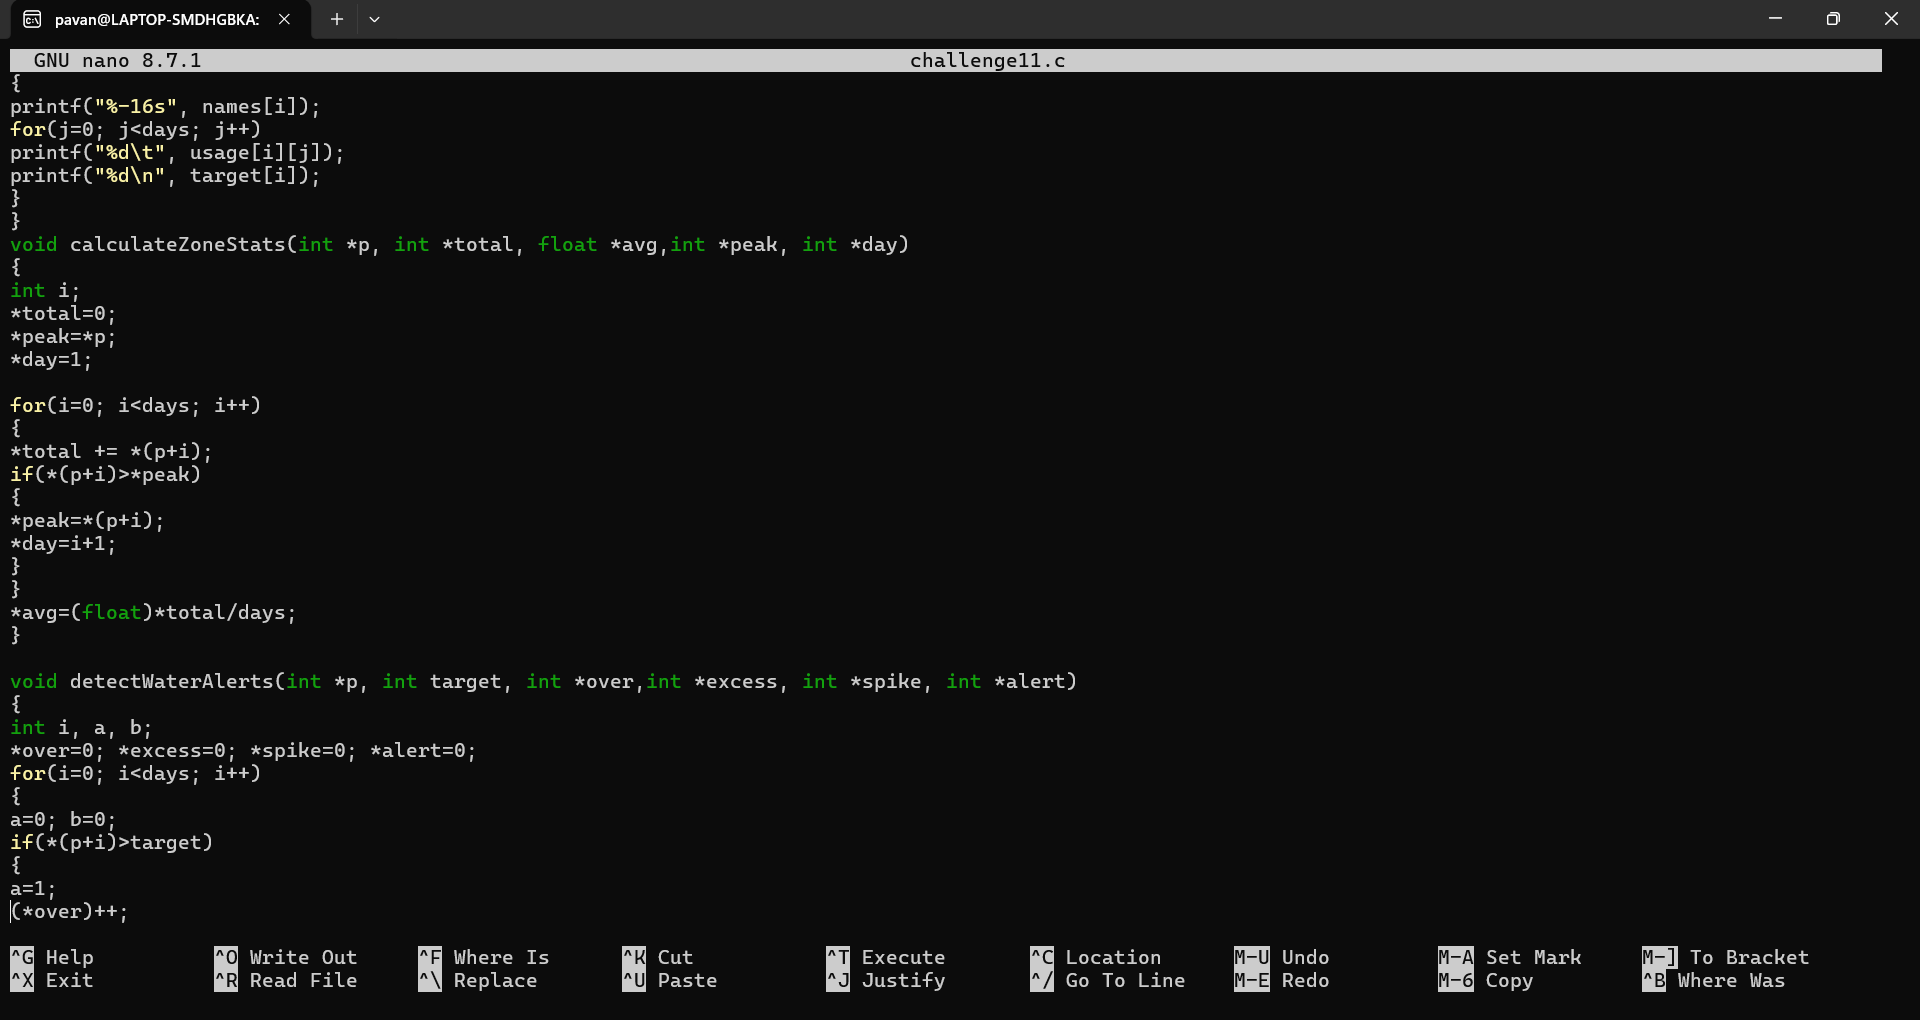 pavan@LAPTOP-SMDHGBKA:
GNU nano 8.7.1 challenge11.c
{
printf("%-16s", names[i]);
for(j=0; j<days; j++)
printf("%d\t", usage[i][j]);
printf("%d\n", target[i]);
}
}
void calculateZoneStats(int *p, int *total, float *avg,int *peak, int *day)
{
int i;
*total=0;
*peak=*p;
*day=1;

for(i=0; i<days; i++)
{
*total += *(p+i);
if(*(p+i)>*peak)
{
*peak=*(p+i);
*day=i+1;
}
}
*avg=(float)*total/days;
}

void detectWaterAlerts(int *p, int target, int *over,int *excess, int *spike, int *alert)
{
int i, a, b;
*over=0; *excess=0; *spike=0; *alert=0;
for(i=0; i<days; i++)
{
a=0; b=0;
if(*(p+i)>target)
{
a=1;
(*over)++;
^G Help ^O Write Out ^F Where Is ^K Cut ^T Execute ^C Location M-U Undo M-A Set Mark M-] To Bracket
^X Exit ^R Read File ^\ Replace ^U Paste ^J Justify ^/ Go To Line M-E Redo M-6 Copy ^B Where Was